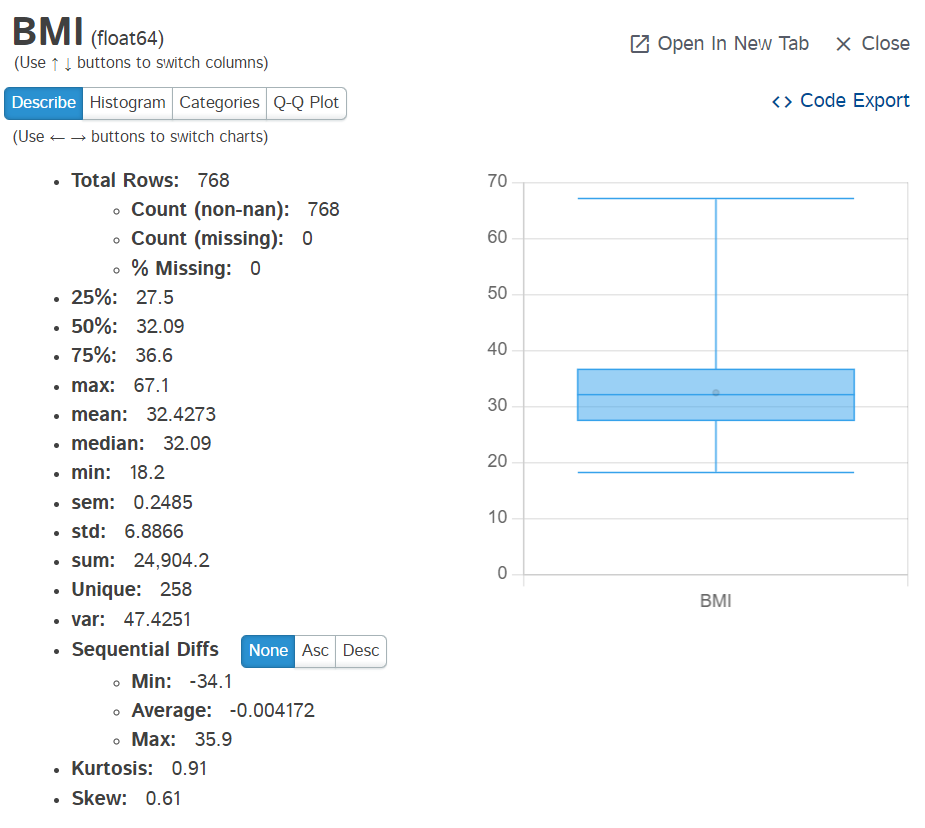 BMI (float64)
(Use ↑ ↓ buttons to switch columns)
Open In New Tab
Close
Describe
Histogram
Categories
Q-Q Plot
<> Code Export
(Use ← → buttons to switch charts)
Total Rows: 768
Count (non-nan): 768
Count (missing): 0
% Missing: 0
25%: 27.5
50%: 32.09
75%: 36.6
max: 67.1
mean: 32.4273
median: 32.09
min: 18.2
sem: 0.2485
std: 6.8866
sum: 24,904.2
Unique: 258
var: 47.4251
Sequential Diffs None Asc Desc
Min: -34.1
Average: -0.004172
Max: 35.9
Kurtosis: 0.91
Skew: 0.61
70
60
50
40
30
20
10
0
BMI